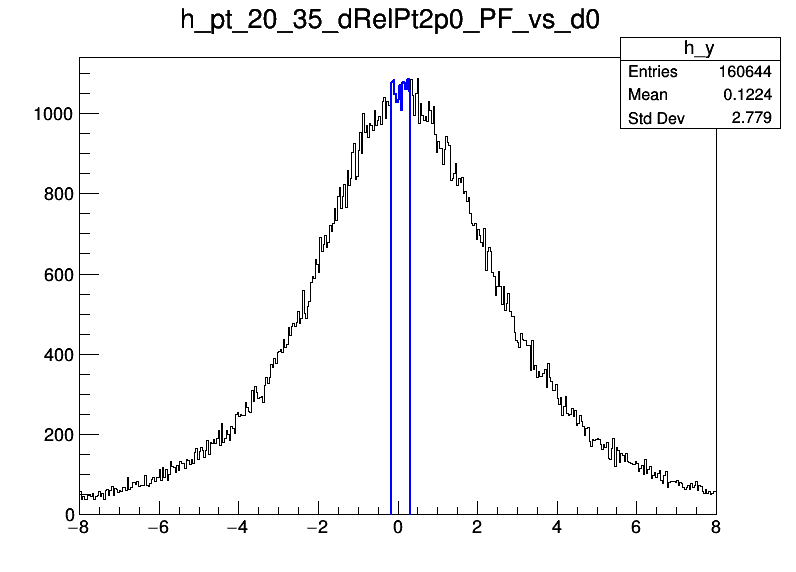 h_pt_20_35_dRelPt2p0_PF_vs_d0
h_y
Entries 160644
Mean 0.1224
Std Dev 2.779
1000
800
600
400
200
0
−8 −6 −4 −2 0 2 4 6 8